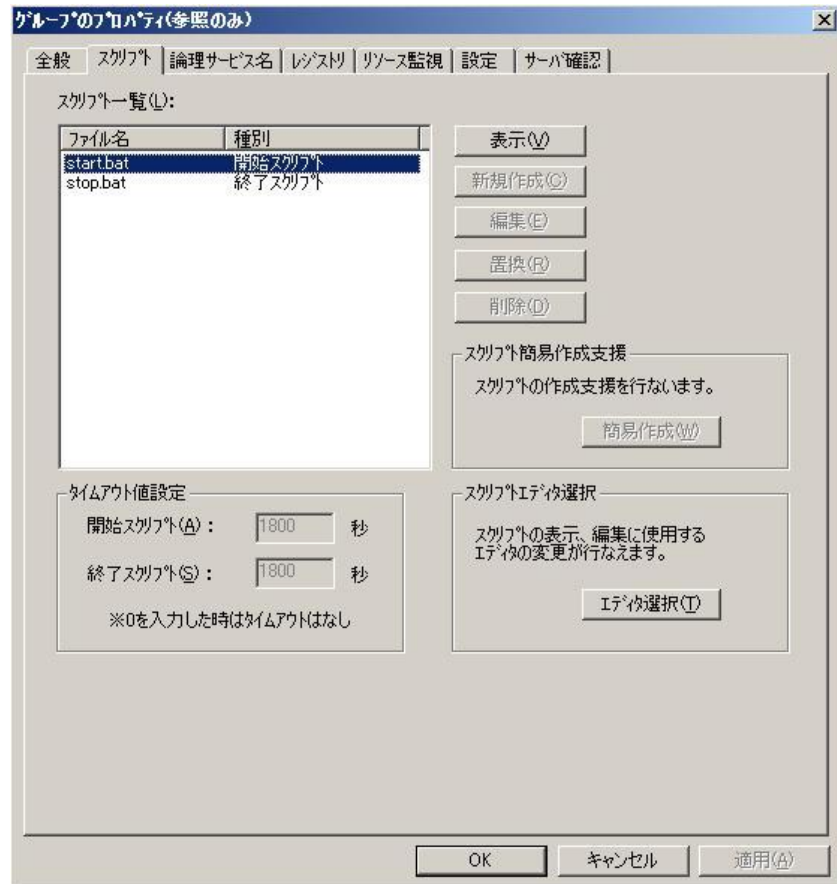 グループのプロパティ(参照のみ)
全般 スクリプト 論理サービス名 レジストリ リソース監視 設定 サーバ確認
スクリプト一覧(L):
ファイル名 種別
start.bat 開始スクリプト
stop.bat 終了スクリプト
表示(V)
新規作成(C)
編集(E)
置換(R)
削除(D)
スクリプト簡易作成支援
スクリプトの作成支援を行ないます。
簡易作成(W)
タイムアウト値設定
開始スクリプト(A): 1800 秒
終了スクリプト(S): 1800 秒
※0を入力した時はタイムアウトはなし
スクリプトエディタ選択
スクリプトの表示、編集に使用する
エディタの変更が行なえます。
エディタ選択(T)
OK キャンセル 適用(A)